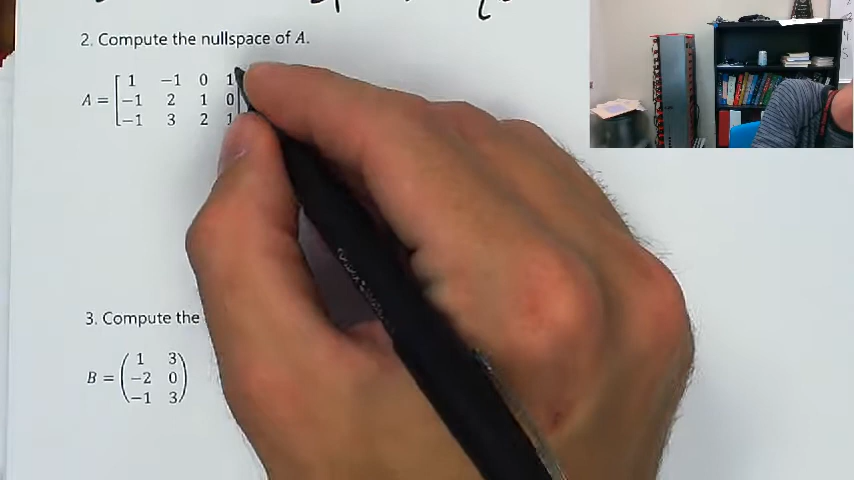 2. Compute the nullspace of A.
A = [ 1 −1 0 1
−1 2 1 0
−1 3 2 1
3. Compute the
B = ( 1 3 )
−2 0
−1 3